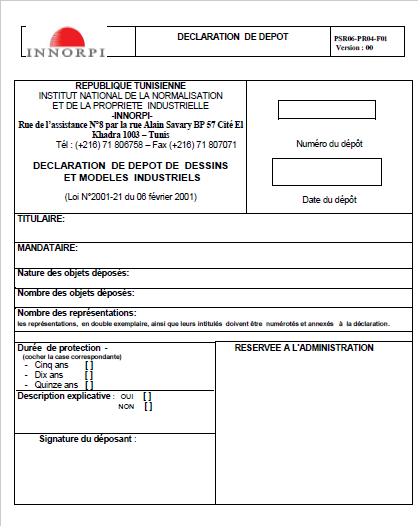 INNORPI
DECLARATION DE DEPOT
PSR06-PR04-F01
Version : 00
REPUBLIQUE TUNISIENNE
INSTITUT NATIONAL DE LA NORMALISATION
ET DE LA PROPRIETE INDUSTRIELLE
-INNORPI-
Rue de l'assistance N°8 par la rue Alain Savary BP 57 Cité El
Khadra 1003 – Tunis
Tél : (+216) 71 806758 – Fax (+216) 71 807071
DECLARATION DE DEPOT DE DESSINS
ET MODELES INDUSTRIELS
(Loi N°2001-21 du 06 février 2001)
Numéro du dépôt
Date du dépôt
TITULAIRE:
MANDATAIRE:
Nature des objets déposés:
Nombre des objets déposés:
Nombre des représentations:
les représentations, en double exemplaire, ainsi que leurs intitulés doivent être numérotés et annexés à la déclaration.
Durée de protection -
(cocher la case correspondante)
- Cinq ans [ ]
- Dix ans [ ]
- Quinze ans [ ]
Description explicative : OUI [ ]
NON [ ]
Signature du déposant :
RESERVEE A L'ADMINISTRATION